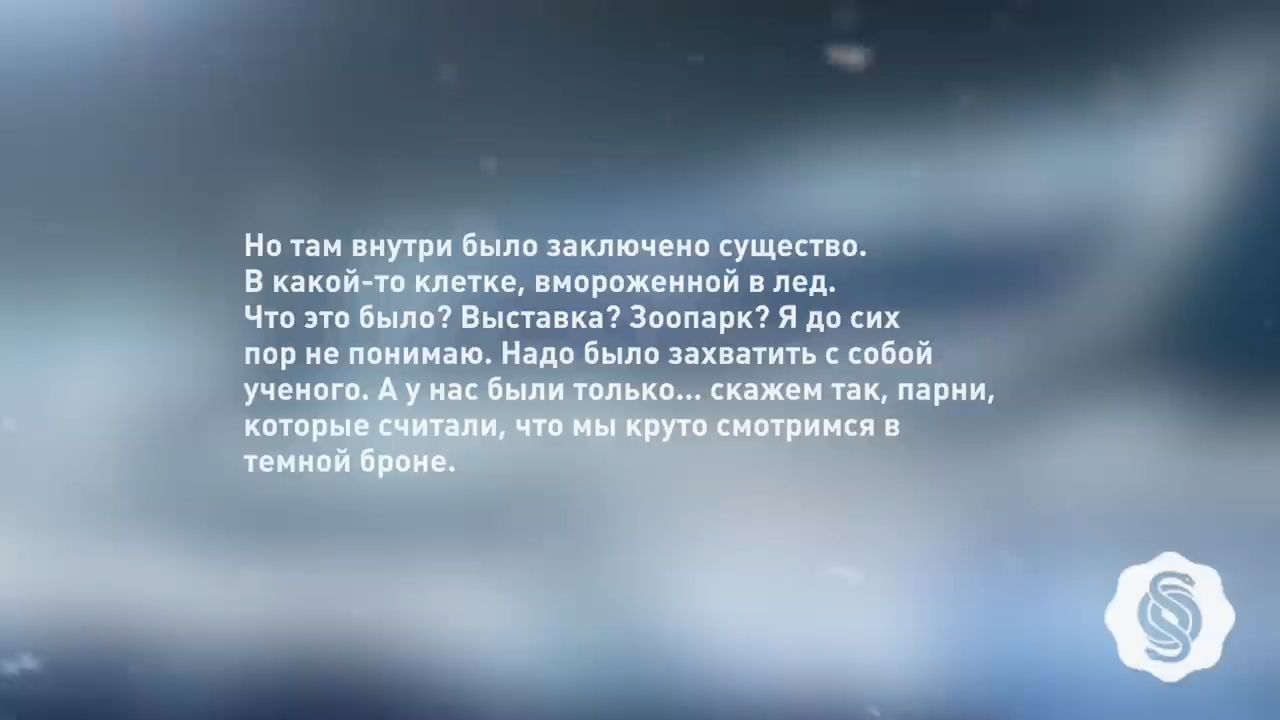 Но там внутри было заключено существо.
В какой-то клетке, вмороженной в лед.
Что это было? Выставка? Зоопарк? Я до сих
пор не понимаю. Надо было захватить с собой
ученого. А у нас были только... скажем так, парни,
которые считали, что мы круто смотримся в
темной броне.